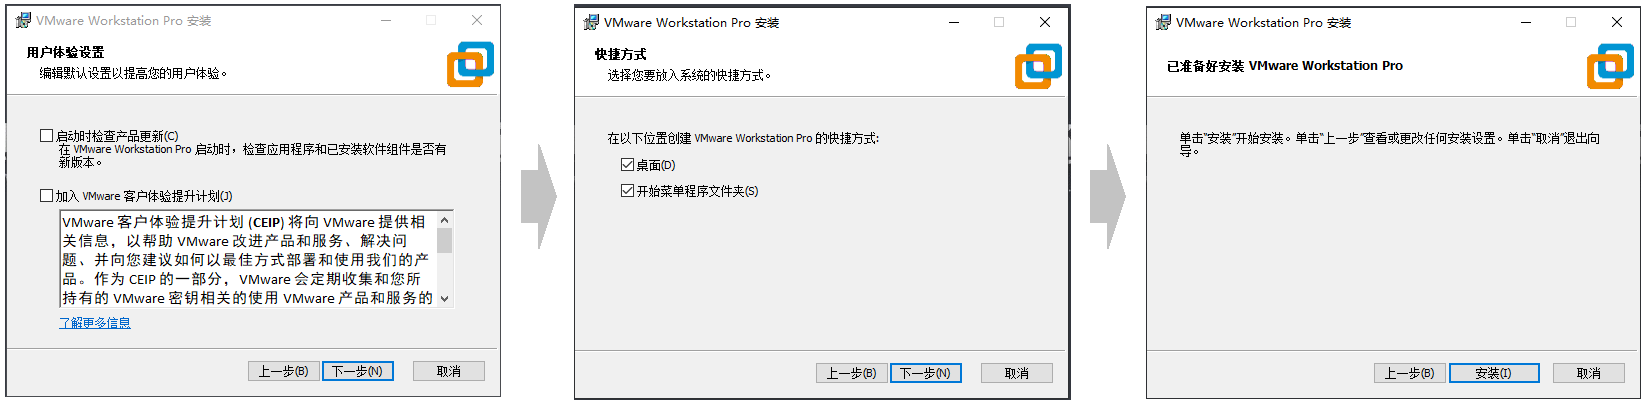 VMware Workstation Pro 安装
用户体验设置
编辑默认设置以提高您的用户体验。
启动时检查产品更新(C)
在 VMware Workstation Pro 启动时，检查应用程序和已安装软件组件是否有
新版本。
加入 VMware 客户体验提升计划(J)
VMware 客户体验提升计划 (CEIP) 将向 VMware 提供相
关信息，以帮助 VMware 改进产品和服务、解决问
题、并向您建议如何以最佳方式部署和使用我们的产
品。作为 CEIP 的一部分，VMware 会定期收集和您所
持有的 VMware 密钥相关的使用 VMware 产品和服务的
了解更多信息
上一步(B) 下一步(N) 取消
VMware Workstation Pro 安装
快捷方式
选择您要放入系统的快捷方式。
在以下位置创建 VMware Workstation Pro 的快捷方式:
桌面(D)
开始菜单程序文件夹(S)
上一步(B) 下一步(N) 取消
VMware Workstation Pro 安装
已准备好安装 VMware Workstation Pro
单击“安装”开始安装。单击“上一步”查看或更改任何安装设置。单击“取消”退出向
导。
上一步(B) 安装(I) 取消